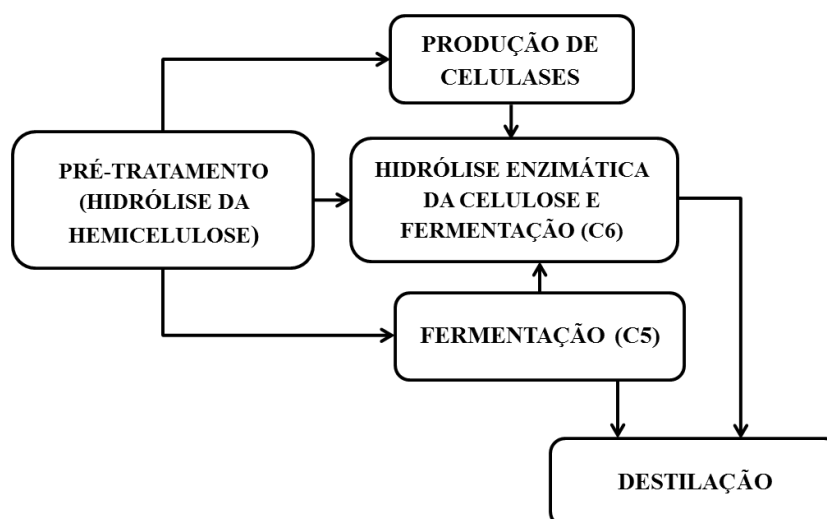 PRODUÇÃO DE
CELULASES
PRÉ-TRATAMENTO
(HIDRÓLISE DA
HEMICELULOSE)
HIDRÓLISE ENZIMÁTICA
DA CELULOSE E
FERMENTAÇÃO (C6)
FERMENTAÇÃO (C5)
DESTILAÇÃO